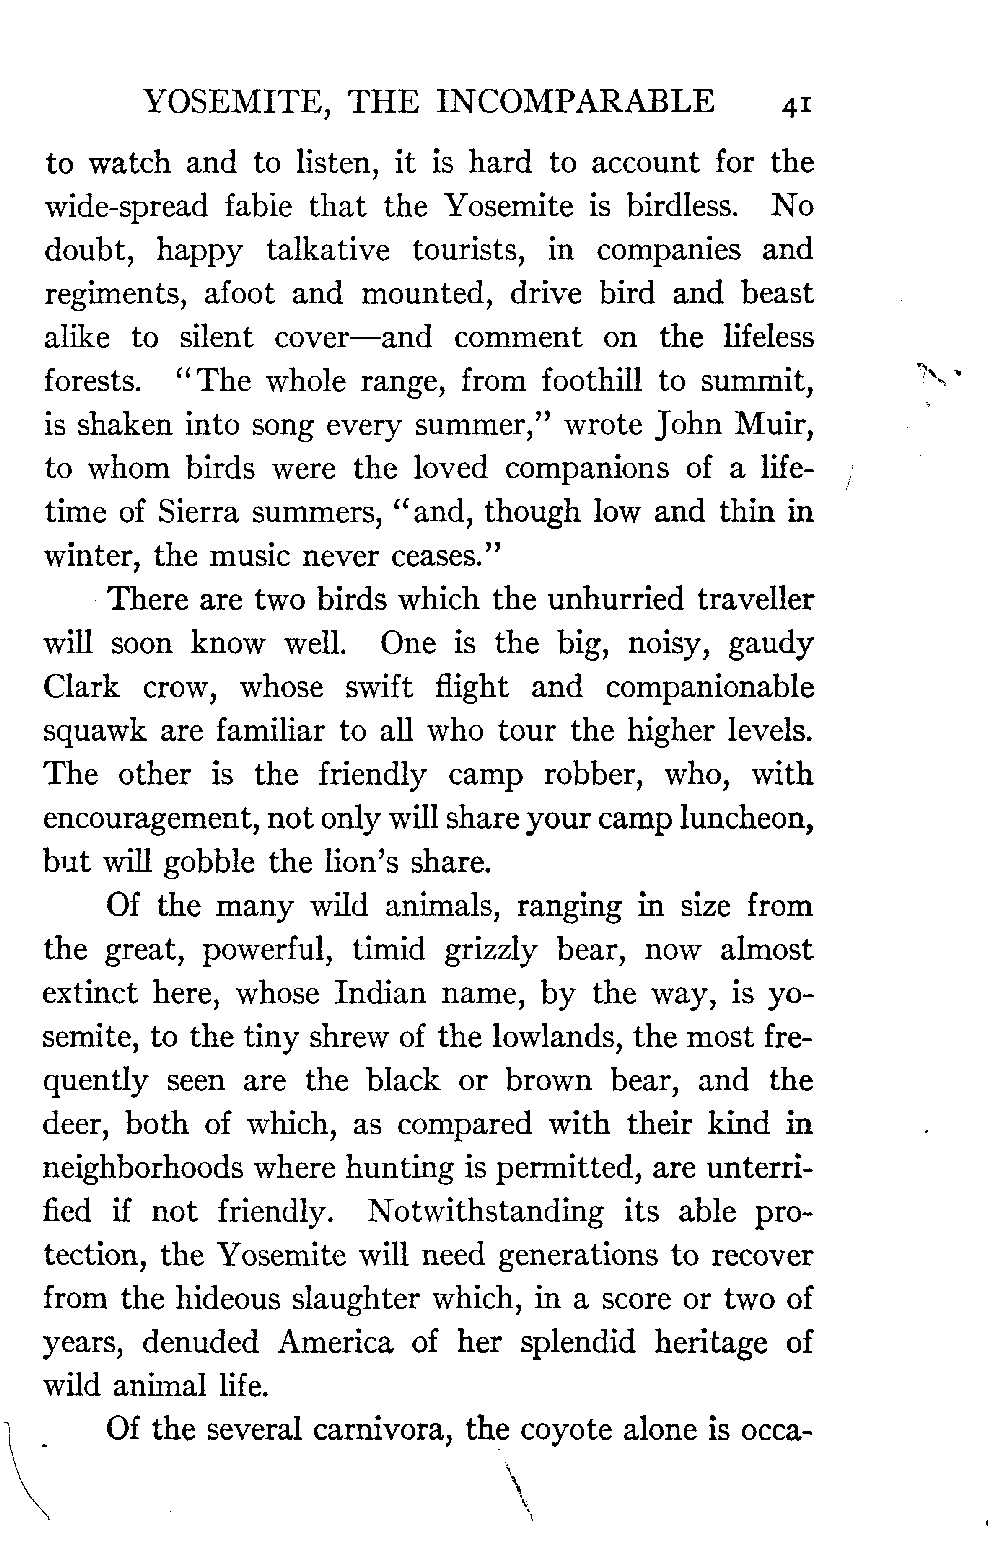 YOSEMITE, THE INCOMPARABLE 41
to watch and to listen, it is hard to account for the
wide-spread fable that the Yosemite is birdless. No
doubt, happy talkative tourists, in companies and
regiments, afoot and mounted, drive bird and beast
alike to silent cover—and comment on the lifeless
forests. "The whole range, from foothill to summit,
is shaken into song every summer," wrote John Muir,
to whom birds were the loved companions of a life-
time of Sierra summers, "and, though low and thin in
winter, the music never ceases."
There are two birds which the unhurried traveller
will soon know well. One is the big, noisy, gaudy
Clark crow, whose swift flight and companionable
squawk are familiar to all who tour the higher levels.
The other is the friendly camp robber, who, with
encouragement, not only will share your camp luncheon,
but will gobble the lion's share.
Of the many wild animals, ranging in size from
the great, powerful, timid grizzly bear, now almost
extinct here, whose Indian name, by the way, is yo-
semite, to the tiny shrew of the lowlands, the most fre-
quently seen are the black or brown bear, and the
deer, both of which, as compared with their kind in
neighborhoods where hunting is permitted, are unterri-
fied if not friendly. Notwithstanding its able pro-
tection, the Yosemite will need generations to recover
from the hideous slaughter which, in a score or two of
years, denuded America of her splendid heritage of
wild animal life.
Of the several carnivora, the coyote alone is occa-